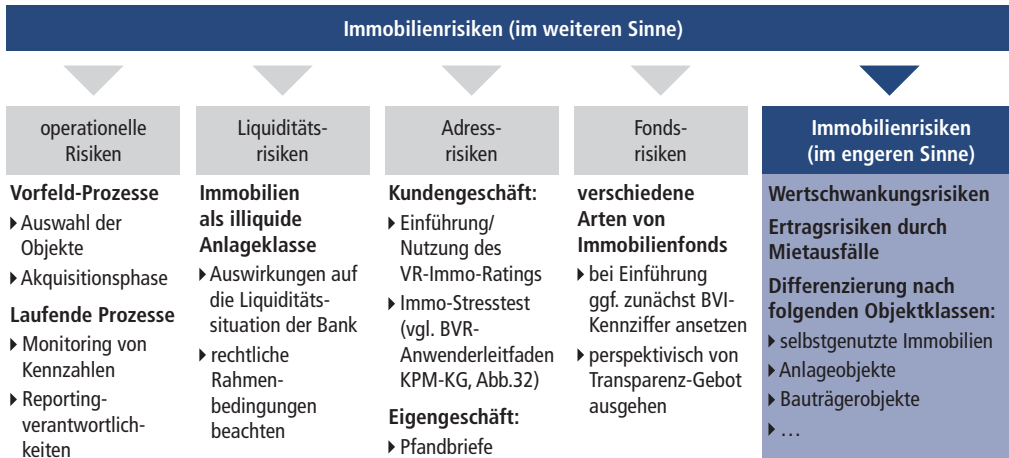 Immobilienrisiken (im weiteren Sinne)
operationelle
Risiken
Vorfeld-Prozesse
Auswahl der
Objekte
Akquisitionsphase
Laufende Prozesse
Monitoring von
Kennzahlen
Reporting-
verantwortlich-
keiten
Liquiditäts-
risiken
Immobilien
als illiquide
Anlageklasse
Auswirkungen auf
die Liquiditäts-
situation der Bank
rechtliche
Rahmen-
bedingungen
beachten
Adress-
risiken
Kundengeschäft:
Einführung/
Nutzung des
VR-Immo-Ratings
Immo-Stresstest
(vgl. BVR-
Anwenderleitfaden
KPM-KG, Abb.32)
Eigengeschäft:
Pfandbriefe
Fonds-
risiken
verschiedene
Arten von
Immobilienfonds
bei Einführung
ggf. zunächst BVI-
Kennziffer ansetzen
perspektivisch von
Transparenz-Gebot
ausgehen
Immobilienrisiken
(im engeren Sinne)
Wertschwankungsrisiken
Ertragsrisiken durch
Mietausfälle
Differenzierung nach
folgenden Objektklassen:
selbstgenutzte Immobilien
Anlageobjekte
Bauträgerobjekte
…